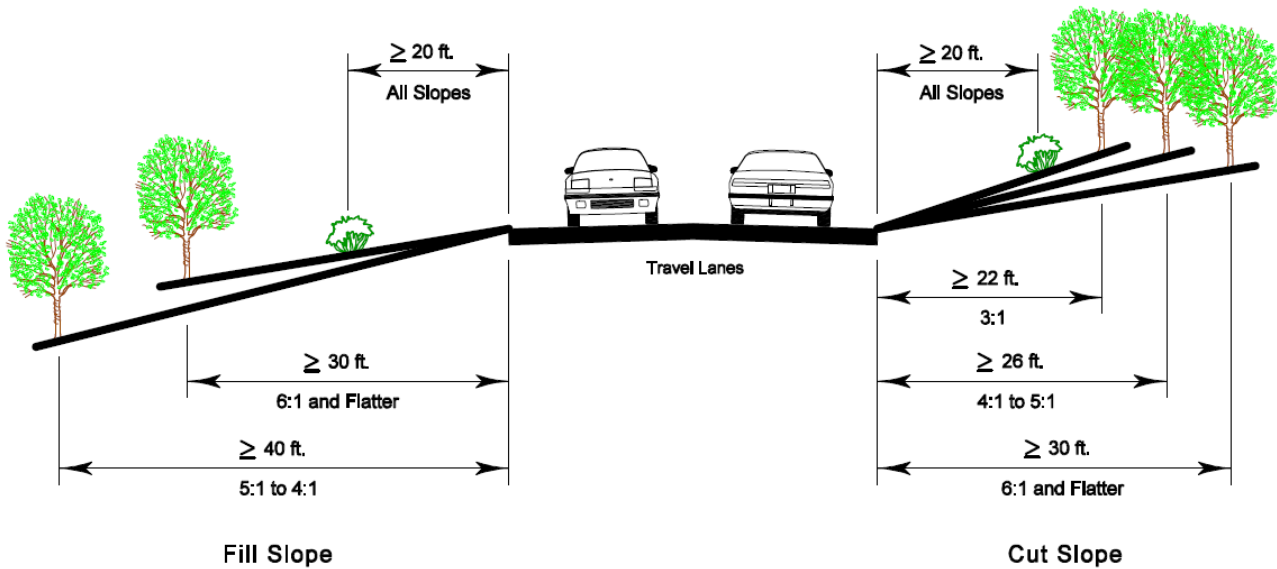 ≥ 20 ft.
All Slopes
≥ 20 ft.
All Slopes
Travel Lanes
≥ 22 ft.
3:1
≥ 30 ft.
6:1 and Flatter
≥ 26 ft.
4:1 to 5:1
≥ 40 ft.
5:1 to 4:1
≥ 30 ft.
6:1 and Flatter
Fill Slope
Cut Slope